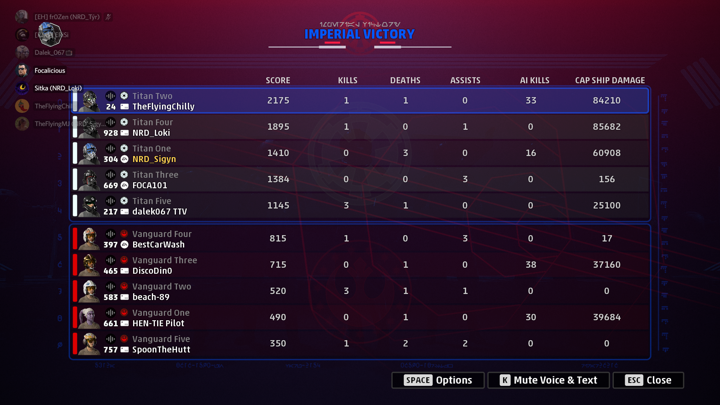 [EH] fr0Zen (NRD_Týr)
IMPERIAL VICTORY
Dalek_067
Focalicious
Sitka (NRD_Loki)
TheFlyingChil
SCORE KILLS DEATHS ASSISTS AI KILLS CAP SHIP DAMAGE
Titan Two
24 TheFlyingChilly 2175 1 1 0 33 84210
Titan Four
928 NRD_Loki 1895 1 0 1 0 85682
Titan One
304 NRD_Sigyn 1410 0 3 0 16 60908
Titan Three
669 FOCA101 1384 0 0 3 0 156
Titan Five
217 dalek067 TTV 1145 3 1 0 0 25100
Vanguard Four
397 BestCarWash 815 1 0 3 0 17
Vanguard Three
465 DiscoDin0 715 0 1 0 38 37160
Vanguard Two
583 beach-89 520 3 1 1 0 0
Vanguard One
661 HEN-TIE Pilot 490 0 1 0 30 39684
Vanguard Five
757 SpoonTheHutt 350 1 2 2 0 0
SPACE Options K Mute Voice & Text ESC Close